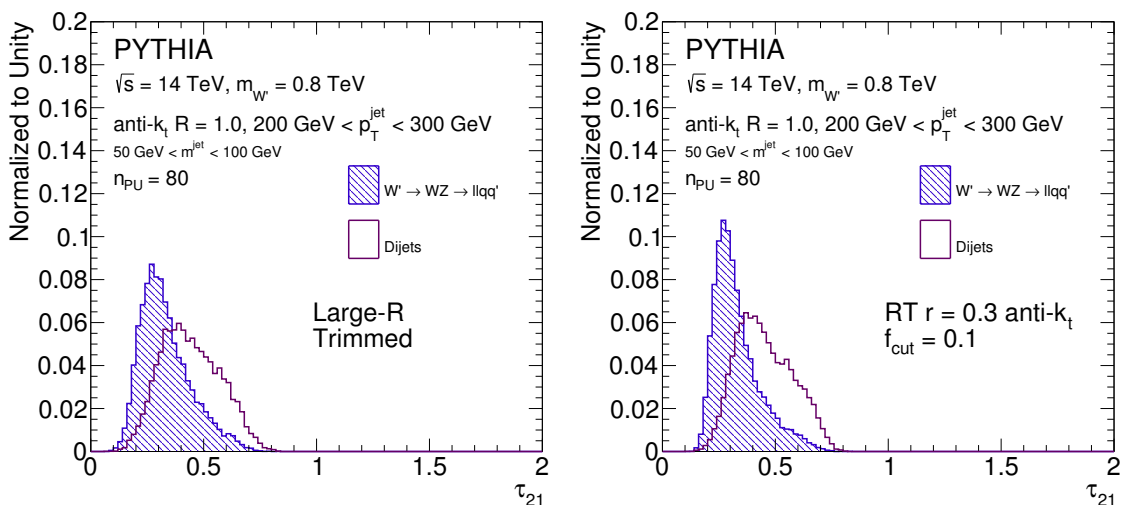 Normalized to Unity
0.2
0.18
0.16
0.14
0.12
0.1
0.08
0.06
0.04
0.02
0
PYTHIA
√s = 14 TeV, m_W' = 0.8 TeV
anti-k_t R = 1.0, 200 GeV < p_T^jet < 300 GeV
50 GeV < m^jet < 100 GeV
n_PU = 80
W' → WZ → llqq'
Dijets
Large-R
Trimmed
0 0.5 1 1.5 2
τ_21
Normalized to Unity
0.2
0.18
0.16
0.14
0.12
0.1
0.08
0.06
0.04
0.02
0
PYTHIA
√s = 14 TeV, m_W' = 0.8 TeV
anti-k_t R = 1.0, 200 GeV < p_T^jet < 300 GeV
50 GeV < m^jet < 100 GeV
n_PU = 80
W' → WZ → llqq'
Dijets
RT r = 0.3 anti-k_t
f_cut = 0.1
0 0.5 1 1.5 2
τ_21